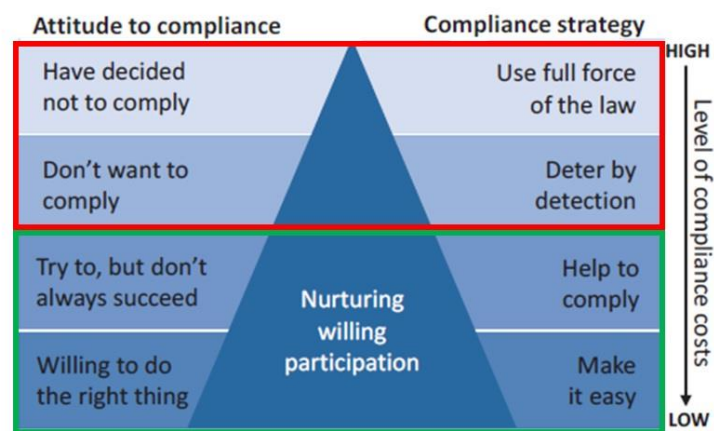 Attitude to compliance
Compliance strategy
HIGH
Have decided
not to comply
Use full force
of the law
Don't want to
comply
Deter by
detection
Try to, but don't
always succeed
Nurturing
willing
participation
Help to
comply
Willing to do
the right thing
Make
it easy
Level of compliance costs
LOW